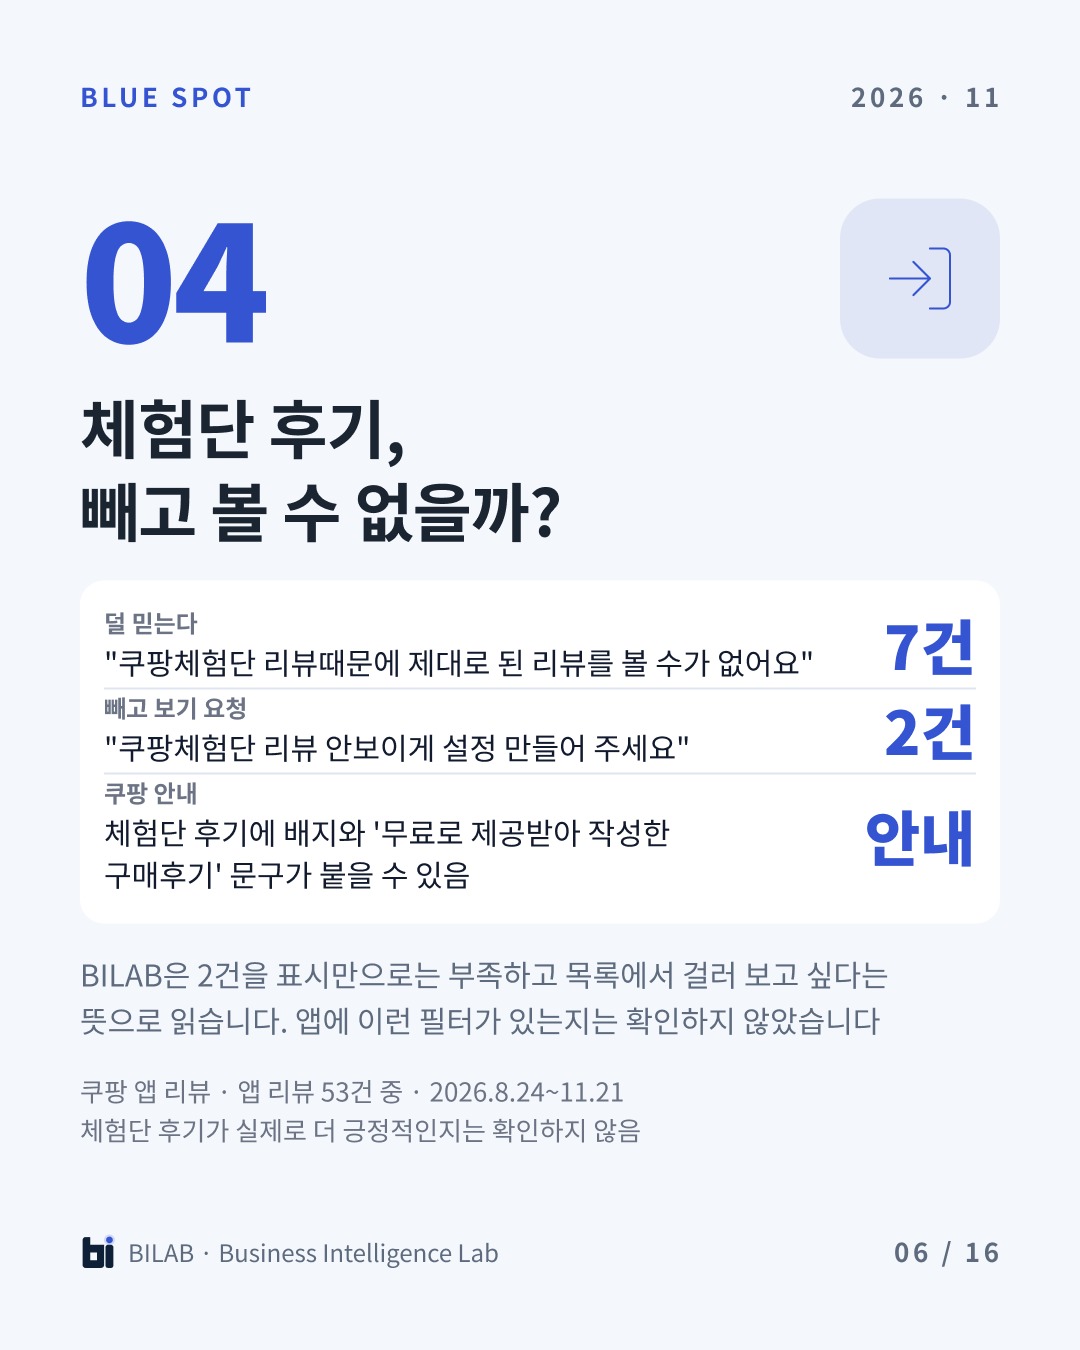 BLUE SPOT
2026 · 11
04
체험단 후기,
빼고 볼 수 없을까?
덜 믿는다
"쿠팡체험단 리뷰때문에 제대로 된 리뷰를 볼 수가 없어요"
7건
빼고 보기 요청
"쿠팡체험단 리뷰 안보이게 설정 만들어 주세요"
2건
쿠팡 안내
체험단 후기에 배지와 '무료로 제공받아 작성한
구매후기' 문구가 붙을 수 있음
안내
BILAB은 2건을 표시만으로는 부족하고 목록에서 걸러 보고 싶다는
뜻으로 읽습니다. 앱에 이런 필터가 있는지는 확인하지 않았습니다
쿠팡 앱 리뷰 · 앱 리뷰 53건 중 · 2026.8.24~11.21
체험단 후기가 실제로 더 긍정적인지는 확인하지 않음
bi BILAB · Business Intelligence Lab
06 / 16